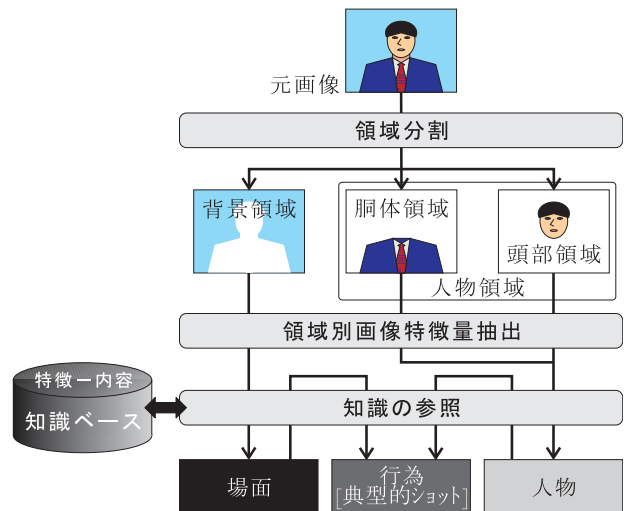 元画像
領域分割
背景領域
胴体領域
頭部領域
人物領域
領域別画像特徴量抽出
特徴ー内容
知識ベース
知識の参照
場面
行為
[典型的ショット]
人物